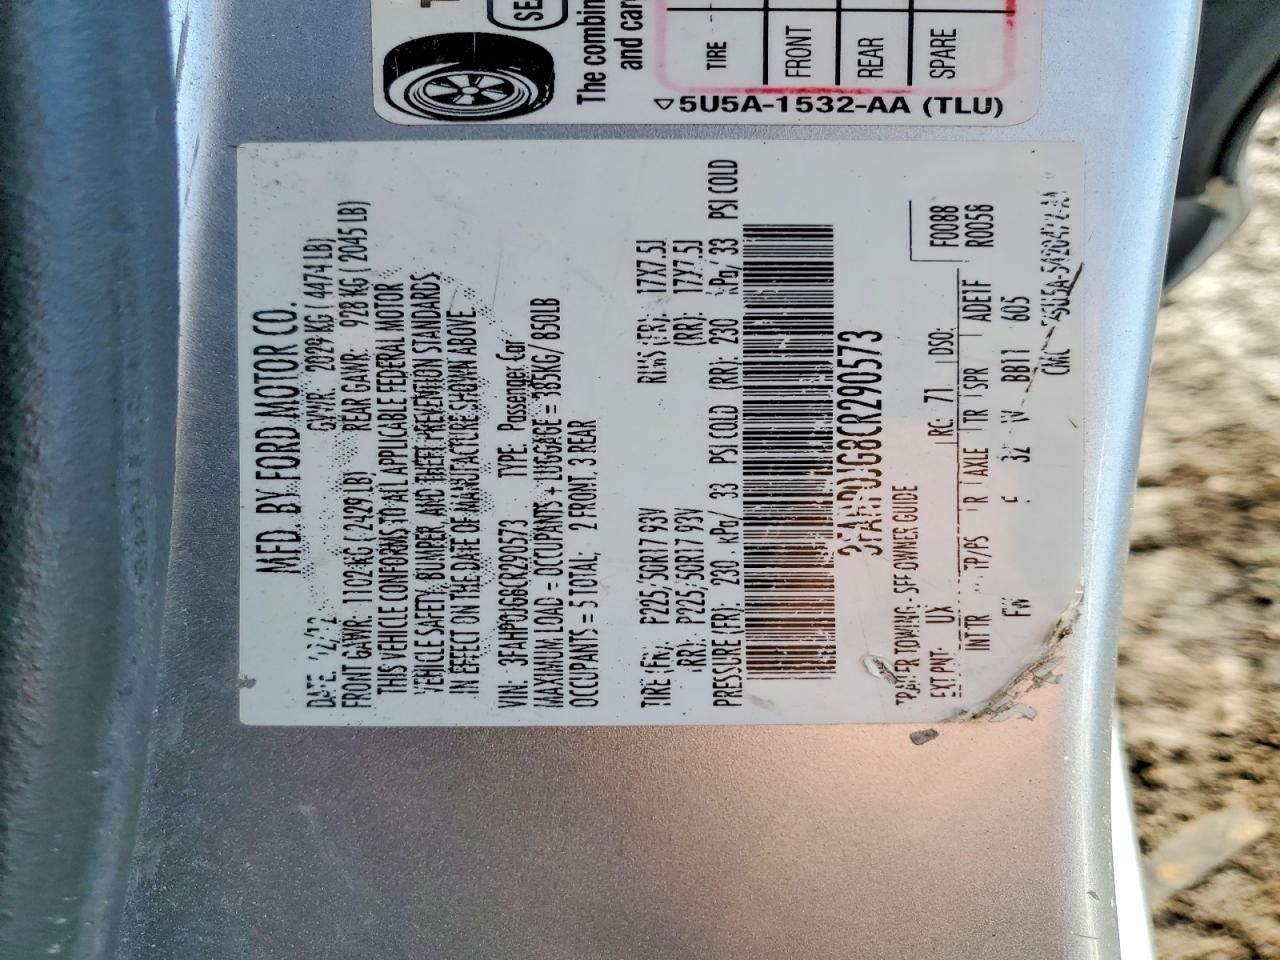 SE
The combin
and car
TIRE
FRONT
REAR
SPARE
▽5U5A-1532-AA (TLU)
MFD. BY FORD MOTOR CO.
DATE: GVWR: 2029 KG ( 4474 LB)
FRONT GAWR: 1102 KG ( 2429 LB) REAR GAWR: 928 KG ( 2045 LB)
THIS VEHICLE CONFORMS TO ALL APPLICABLE FEDERAL MOTOR
VEHICLE SAFETY, BUMPER, AND THEFT PREVENTION STANDARDS
IN EFFECT ON THE DATE OF MANUFACTURE SHOWN ABOVE.
VIN: 3FAHP0JG8CR290573 TYPE: Passenger Car
MAXIMUM LOAD = OCCUPANTS + LUGGAGE = 385KG/ 850LB
OCCUPANTS = 5 TOTAL; 2 FRONT, 3 REAR
TIRE (FR): P225/50R17 93V RIMS (FR): 17X7.5J
(RR): P225/50R17 93V (RR): 17X7.5J
PRESSURE (FR): 230 kPa/ 33 PSI COLD (RR): 230 kPa/ 33 PSI COLD
3FAHP0JG8CR290573
TRAILER TOWING - SEE OWNER GUIDE
F0088
EXT PNT: UX RC: 71 DSO: R0058
INT TR TP/PS R AXLE TR SPR ADEIF
FW C 32 V BB11 605